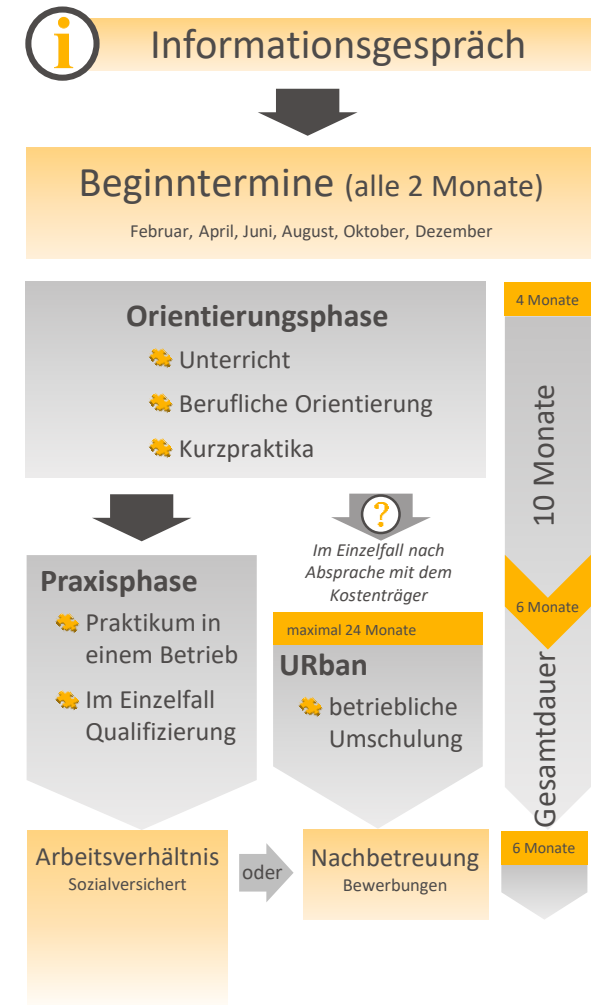 i
Informationsgespräch
Beginntermine (alle 2 Monate)
Februar, April, Juni, August, Oktober, Dezember
Orientierungsphase
Unterricht
Berufliche Orientierung
Kurzpraktika
4 Monate
10 Monate
?
Im Einzelfall nach
Absprache mit dem
Kostenträger
Praxisphase
Praktikum in
einem Betrieb
Im Einzelfall
Qualifizierung
maximal 24 Monate
URban
betriebliche
Umschulung
6 Monate
Gesamtdauer
Arbeitsverhältnis
Sozialversichert
oder
Nachbetreuung
Bewerbungen
6 Monate